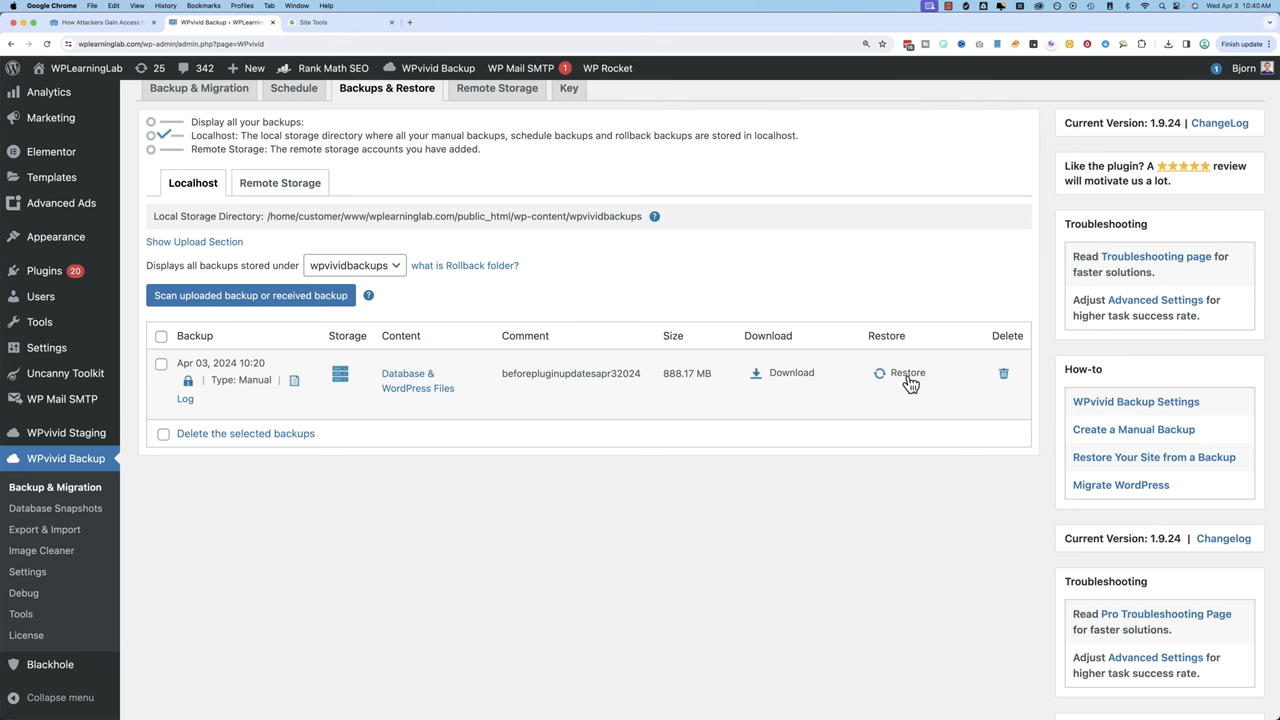 Google Chrome File Edit View History Bookmarks Profiles Tab Window Help
Wed Apr 3 10:40 AM
How Attackers Gain Access
WPvivid Backup ‹ WPLearnin
Site Tools
wplearninglab.com/wp-admin/admin.php?page=WPvivid
Finish update
WPLearningLab 25 342 New Rank Math SEO WPvivid Backup WP Mail SMTP 1 WP Rocket
1 Bjorn
Analytics
Marketing
Elementor
Templates
Advanced Ads
Appearance
Plugins 20
Users
Tools
Settings
Uncanny Toolkit
WP Mail SMTP
WPvivid Staging
WPvivid Backup
Backup & Migration
Database Snapshots
Export & Import
Image Cleaner
Settings
Debug
Tools
License
Blackhole
Collapse menu
Backup & Migration Schedule Backups & Restore Remote Storage Key
Display all your backups:
Localhost: The local storage directory where all your manual backups, schedule backups and rollback backups are stored in localhost.
Remote Storage: The remote storage accounts you have added.
Localhost Remote Storage
Local Storage Directory: /home/customer/www/wplearninglab.com/public_html/wp-content/wpvividbackups ?
Show Upload Section
Displays all backups stored under wpvividbackups what is Rollback folder?
Scan uploaded backup or received backup ?
Backup Storage Content Comment Size Download Restore Delete
Apr 03, 2024 10:20
| Type: Manual |
Log
Database &
WordPress Files
beforepluginupdatesapr32024
888.17 MB
Download
Restore
Delete the selected backups
Current Version: 1.9.24 | ChangeLog
Like the plugin? A ★★★★★ review
will motivate us a lot.
Troubleshooting
Read Troubleshooting page for
faster solutions.
Adjust Advanced Settings for
higher task success rate.
How-to
WPvivid Backup Settings
Create a Manual Backup
Restore Your Site from a Backup
Migrate WordPress
Current Version: 1.9.24 | Changelog
Troubleshooting
Read Pro Troubleshooting Page
for faster solutions.
Adjust Advanced Settings for
higher task success rate.